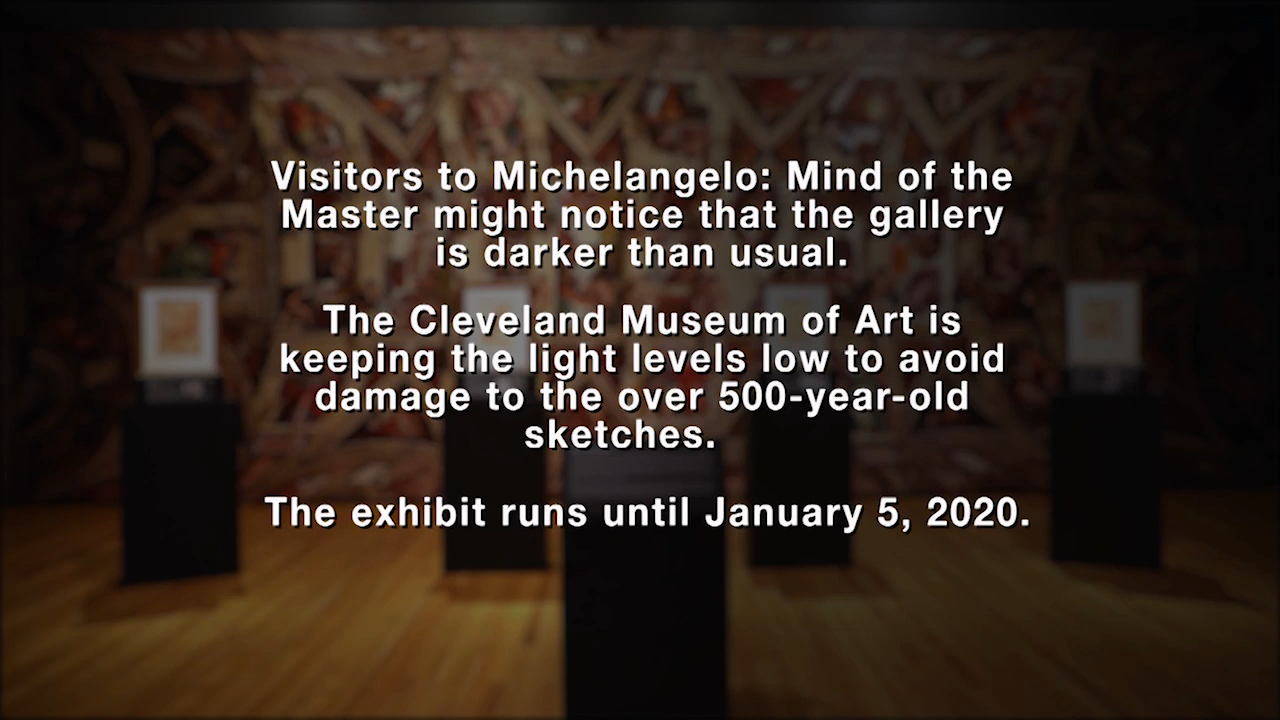 Visitors to Michelangelo: Mind of the
Master might notice that the gallery
is darker than usual.
The Cleveland Museum of Art is
keeping the light levels low to avoid
damage to the over 500-year-old
sketches.
The exhibit runs until January 5, 2020.